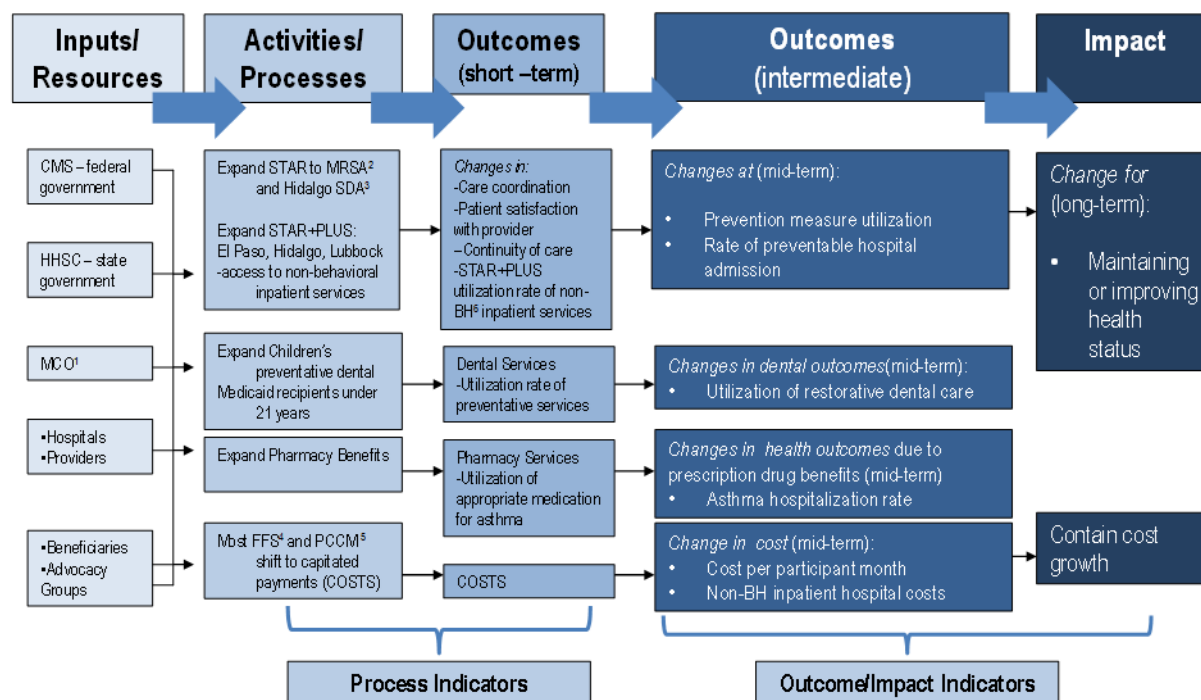 Inputs/
Resources
Activities/
Processes
Outcomes
(short –term)
Outcomes
(intermediate)
Impact
CMS – federal
government
HHSC – state
government
MCO¹
▪Hospitals
▪Providers
▪Beneficiaries
▪Advocacy
Groups
Expand STAR to MRSA²
and Hidalgo SDA³
Expand STAR+PLUS:
El Paso, Hidalgo, Lubbock
-access to non-behavioral
inpatient services
Expand Children's
preventative dental
Medicaid recipients under
21 years
Expand Pharmacy Benefits
Most FFS⁴ and PCCM⁵
shift to capitated
payments (COSTS)
Changes in:
-Care coordination
-Patient satisfaction
with provider
–Continuity of care
-STAR+PLUS
utilization rate of non-
BH⁶ inpatient services
Dental Services
-Utilization rate of
preventative services
Pharmacy Services
-Utilization of
appropriate medication
for asthma
COSTS
Changes at (mid-term):
• Prevention measure utilization
• Rate of preventable hospital
admission
Changes in dental outcomes(mid-term):
• Utilization of restorative dental care
Changes in health outcomes due to
prescription drug benefits (mid-term)
• Asthma hospitalization rate
Change in cost (mid-term):
• Cost per participant month
• Non-BH inpatient hospital costs
Change for
(long-term):
• Maintaining
or improving
health
status
Contain cost
growth
Process Indicators
Outcome/Impact Indicators